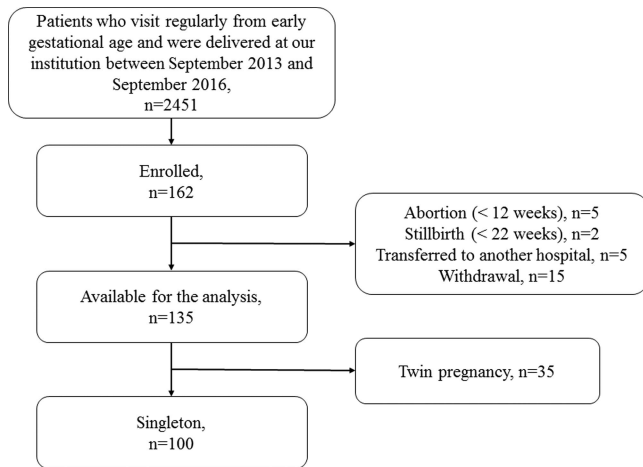 Patients who visit regularly from early
gestational age and were delivered at our
institution between September 2013 and
September 2016,
n=2451
Enrolled,
n=162
Abortion (< 12 weeks), n=5
Stillbirth (< 22 weeks), n=2
Transferred to another hospital, n=5
Withdrawal, n=15
Available for the analysis,
n=135
Twin pregnancy, n=35
Singleton,
n=100